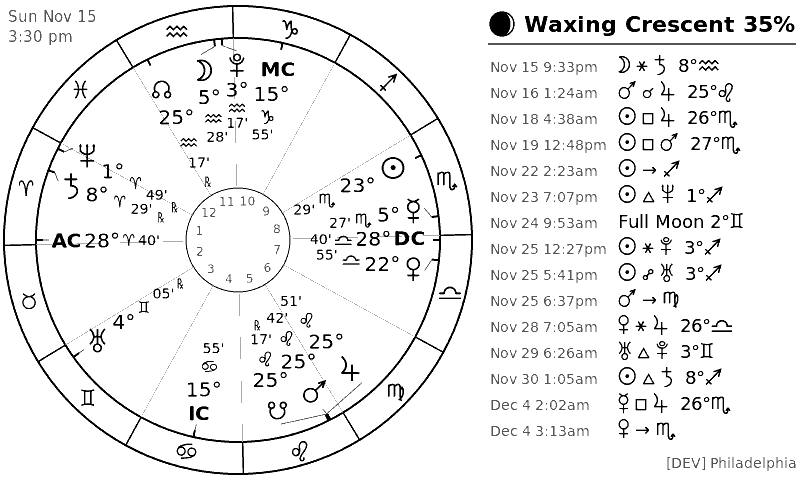 Sun Nov 15
3:30 pm
♒ ♑ ♓ ♐ ♈ ♏ ♉ ♎ ♊ ♍ ♋ ♌
☽ 5° ♒ 28'
♇ 3° ♒ 17'
MC 15° ♑ 55'
☊ 25° ♒ 17' ℞
♆ 1° ♈ 49' ℞
♄ 8° ♈ 29' ℞
☉ 23° ♏ 29'
☿ 5° ♏ 27'
AC 28° ♈ 40'
40' ♎ 28° DC
♀ 22° ♎ 55'
♅ 4° ♊ 05' ℞
IC 15° ♋ 55'
☋ 25° ♌ 17' ℞
♂ 25° ♌ 42'
♃ 25° ♌ 51'
1 2 3 4 5 6 7 8 9 10 11 12
Waxing Crescent 35%
Nov 15 9:33pm ☽ ⚹ ♄ 8°♒
Nov 16 1:24am ♂ ☌ ♃ 25°♌
Nov 18 4:38am ☉ □ ♃ 26°♏
Nov 19 12:48pm ☉ □ ♂ 27°♏
Nov 22 2:23am ☉ → ♐
Nov 23 7:07pm ☉ △ ♆ 1°♐
Nov 24 9:53am Full Moon 2°♊
Nov 25 12:27pm ☉ ⚹ ♇ 3°♐
Nov 25 5:41pm ☉ ☍ ♅ 3°♐
Nov 25 6:37pm ♂ → ♍
Nov 28 7:05am ♀ ⚹ ♃ 26°♎
Nov 29 6:26am ♅ △ ♇ 3°♊
Nov 30 1:05am ☉ △ ♄ 8°♐
Dec 4 2:02am ☿ □ ♃ 26°♏
Dec 4 3:13am ♀ → ♏
[DEV] Philadelphia